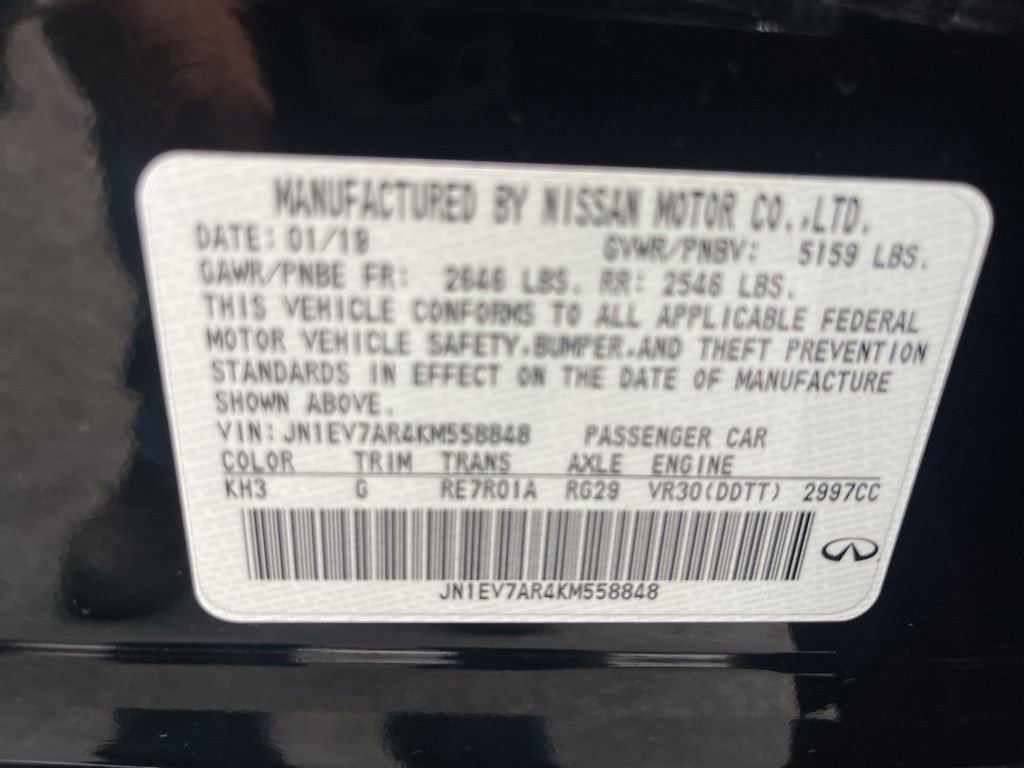 MANUFACTURED BY NISSAN MOTOR CO.,LTD.
DATE: 01/19 GVWR/PNBV: 5159 LBS.
GAWR/PNBE FR: 2646 LBS. RR: 2546 LBS.
THIS VEHICLE CONFORMS TO ALL APPLICABLE FEDERAL
MOTOR VEHICLE SAFETY,BUMPER,AND THEFT PREVENTION
STANDARDS IN EFFECT ON THE DATE OF MANUFACTURE
SHOWN ABOVE.
VIN: JN1EV7AR4KM558848 PASSENGER CAR
COLOR TRIM TRANS AXLE ENGINE
KH3 G RE7R01A RG29 VR30(DDTT) 2997CC
JN1EV7AR4KM558848